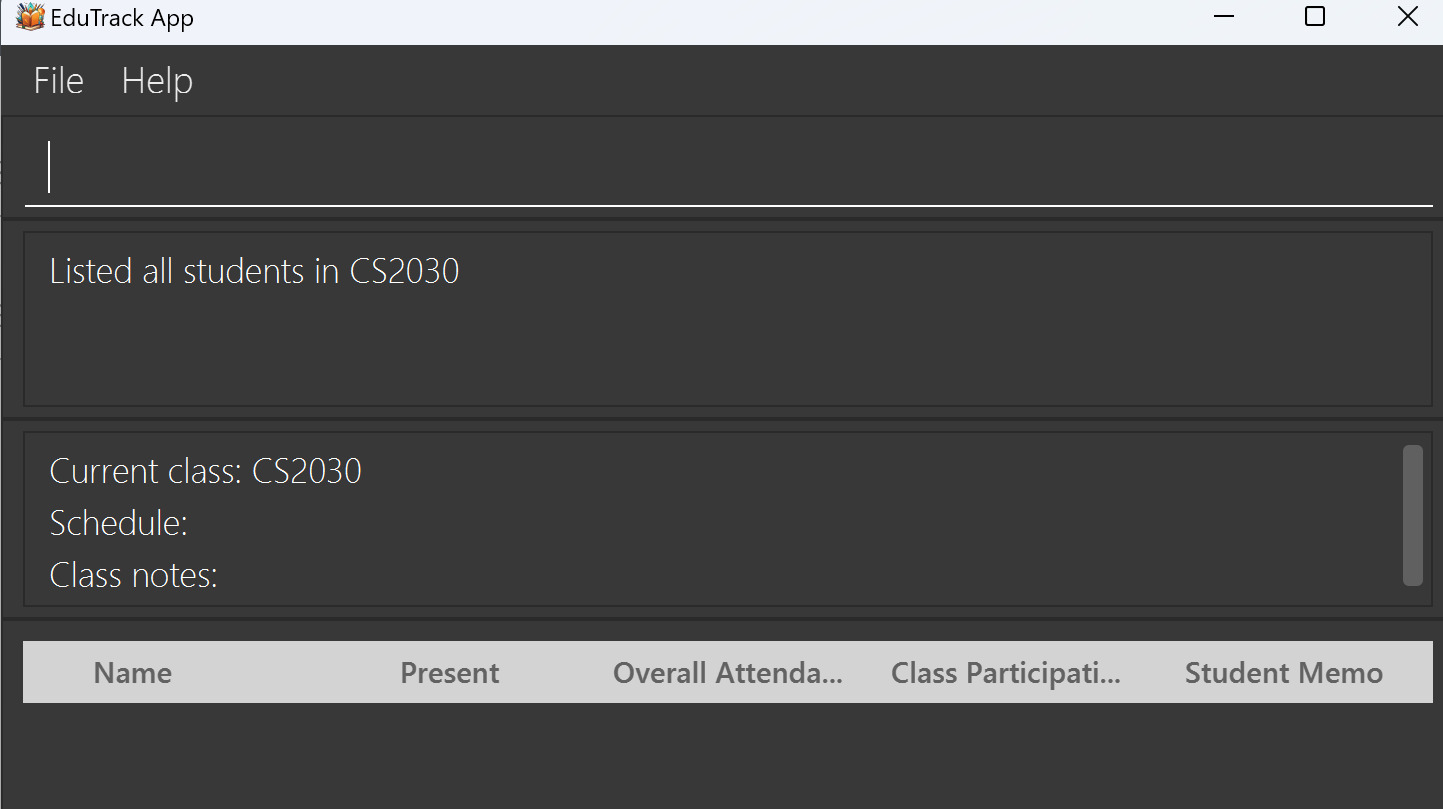 EduTrack App
File Help
Listed all students in CS2030
Current class: CS2030
Schedule:
Class notes:
Name Present Overall Attenda... Class Participati... Student Memo